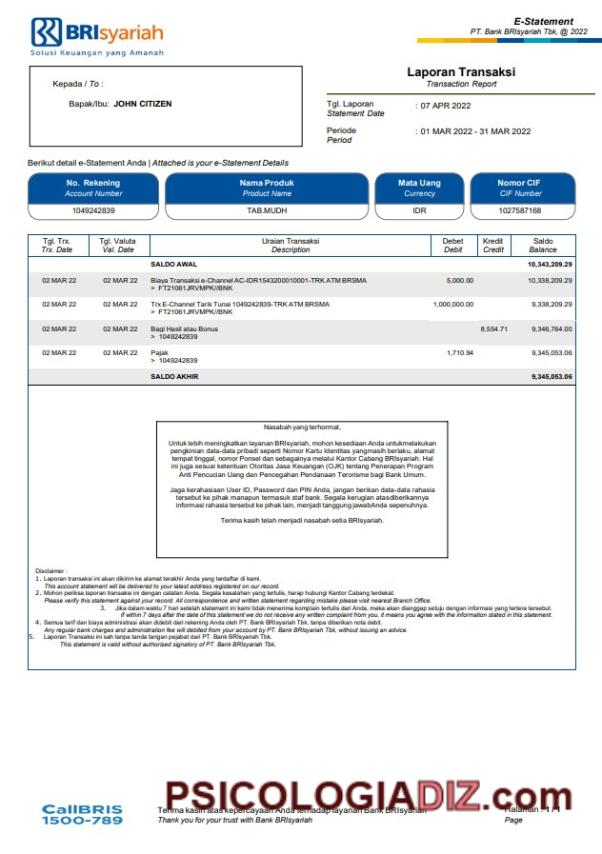 E-Statement
PT. Bank BRIsyariah Tbk, @ 2022
BRIsyariah
Solusi Keuangan yang Amanah
Kepada / To :
Bapak/Ibu: JOHN CITIZEN
Laporan Transaksi
Transaction Report
Tgl. Laporan : 07 APR 2022
Statement Date
Periode : 01 MAR 2022 - 31 MAR 2022
Period
Berikut detail e-Statement Anda | Attached is your e-Statement Details
No. Rekening Nama Produk Mata Uang Nomor CIF
Account Number Product Name Currency CIF Number
1049242839 TAB.MUDH IDR 1027587168
Tgl. Trx. Tgl. Valuta Uraian Transaksi Debet Kredit Saldo
Trx. Date Val. Date Description Debit Credit Balance
SALDO AWAL 10,343,209.29
02 MAR 22 02 MAR 22 Biaya Transaksi e-Channel AC-IDR1543200010001-TRK ATM BRSMA 5,000.00 10,338,209.29
> FT21061JRVMPK//BNK
02 MAR 22 02 MAR 22 Trx E-Channel Tarik Tunai 1049242839-TRK ATM BRSMA 1,000,000.00 9,338,209.29
> FT21061JRVMPK//BNK
02 MAR 22 02 MAR 22 Bagi Hasil atau Bonus 8,554.71 9,346,764.00
> 1049242839
02 MAR 22 02 MAR 22 Pajak 1,710.94 9,345,053.06
> 1049242839
SALDO AKHIR 9,345,053.06
Nasabah yang terhormat,
Untuk lebih meningkatkan layanan BRIsyariah, mohon kesediaan Anda untukmelakukan
pengkinian data-data pribadi seperti Nomor Kartu Identitas yangmasih berlaku, alamat
tempat tinggal, nomor Ponsel dan sebagainya melalui Kantor Cabang BRIsyariah. Hal
ini juga sesuai ketentuan Otoritas Jasa Keuangan (OJK) tentang Penerapan Program
Anti Pencucian Uang dan Pencegahan Pendanaan Terorisme bagi Bank Umum.
Jaga kerahasiaan User ID, Password dan PIN Anda, jangan berikan data-data rahasia
tersebut ke pihak manapun termasuk staf bank. Segala kerugian atasdiberikannya
informasi rahasia tersebut ke pihak lain, menjadi tanggung jawabAnda sepenuhnya.
Terima kasih telah menjadi nasabah setia BRIsyariah.
Disclaimer :
1. Laporan transaksi ini akan dikirim ke alamat terakhir Anda yang terdaftar di kami.
This account statement will be delivered to your latest address registered on our record.
2. Mohon periksa laporan transaksi ini dengan catatan Anda. Segala kesalahan yang tertulis, harap hubungi Kantor Cabang terdekat.
Please verify this statement against your record. All correspondence and written statement regarding mistake please visit nearest Branch Office.
3. Jika dalam waktu 7 hari setelah statement ini kami tidak menerima komplain tertulis dari Anda, maka akan dianggap setuju dengan informasi yang tertera tersebut.
If within 7 days after the date of this statement we do not receive any written complaint from you, it means you agree with the information stated in this statement.
4. Semua tarif dan biaya administrasi akan didebit dari rekening Anda oleh PT. Bank BRIsyariah Tbk, tanpa diberikan nota debit.
Any regular bank charges and administration fee will debited from your account by PT. Bank BRIsyariah Tbk, without issuing an advice.
5. Laporan Transaksi ini sah tanpa tanda tangan pejabat dari PT. Bank BRIsyariah Tbk.
This statement is valid without authorised signatory of PT. Bank BRIsyariah Tbk.
PSICOLOGIADIZ.com
CallBRIS
1500-789
Terima kasih atas kepercayaan Anda terhadap layanan Bank BRISyariah Halaman : 1 / 1
Thank you for your trust with Bank BRISyariah Page